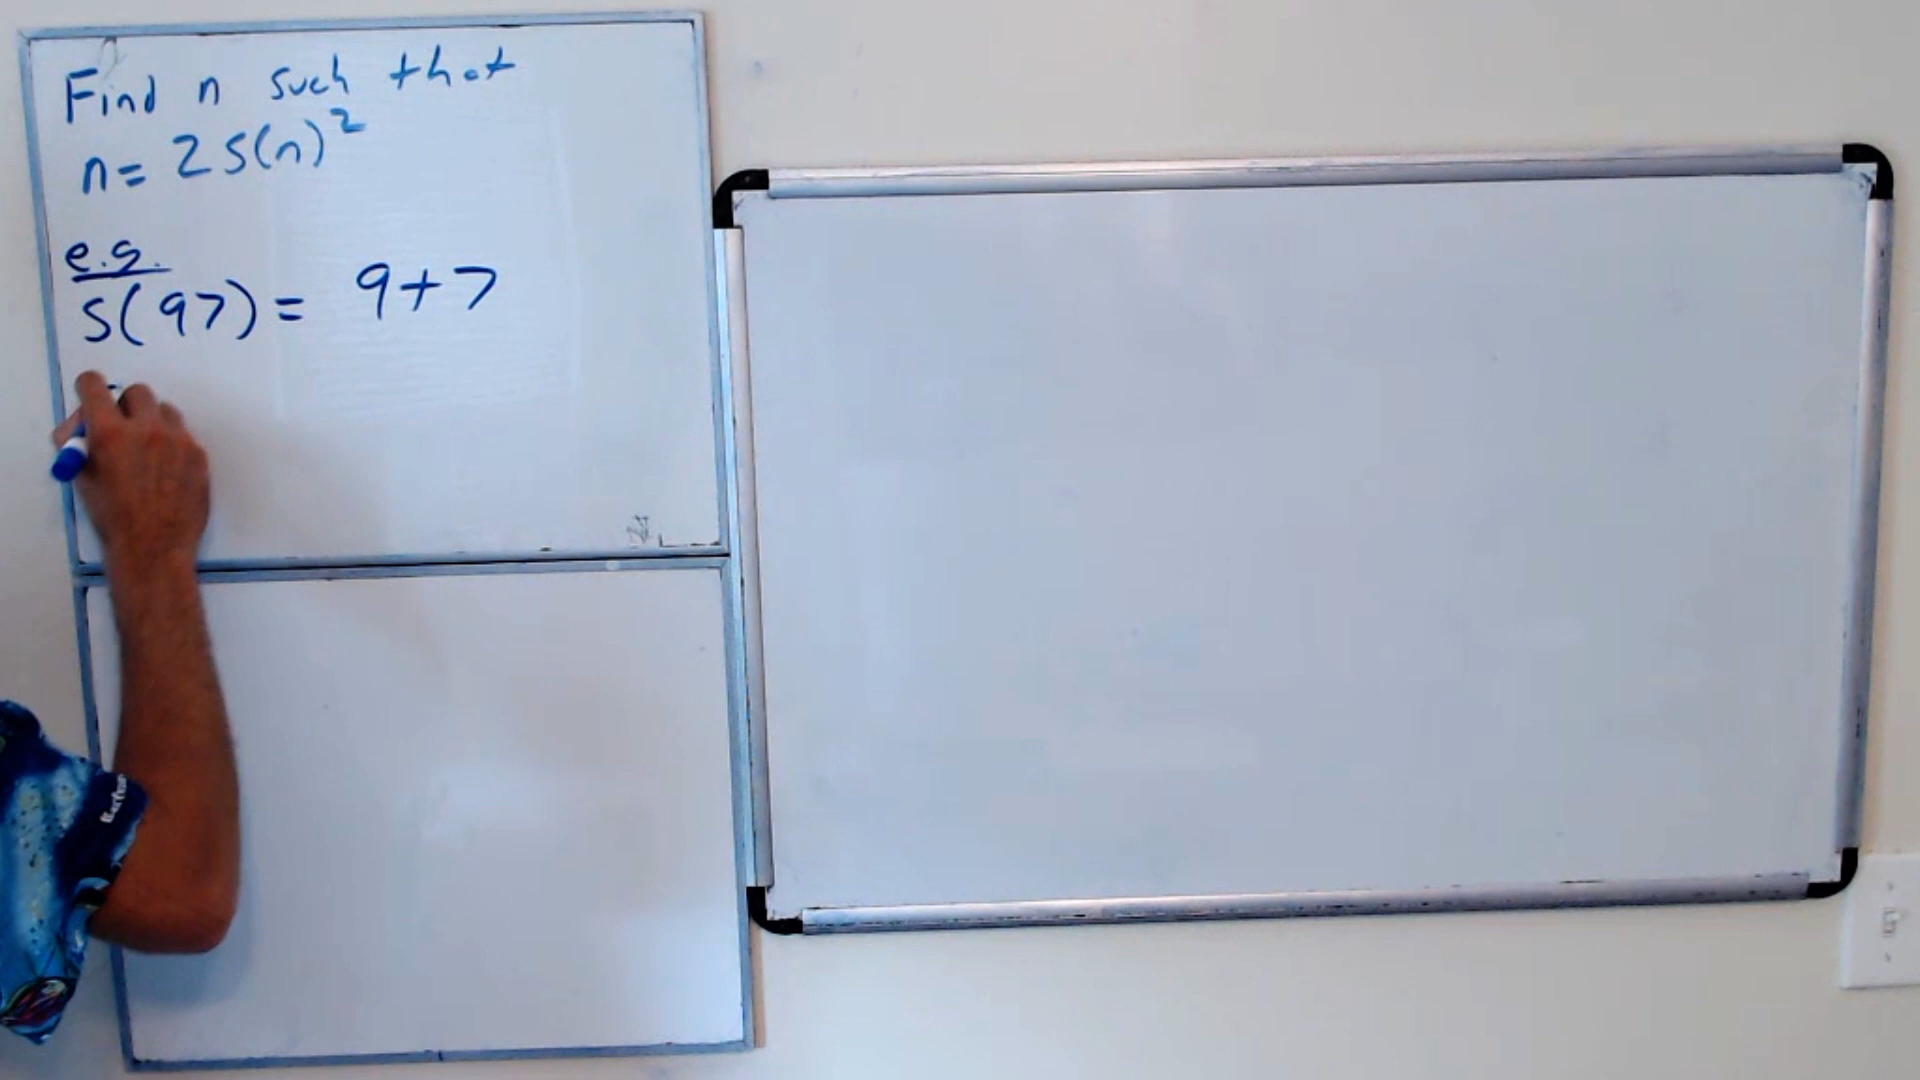 Find n such that
n = 2S(n)²
e.g.
S(97) = 9+7